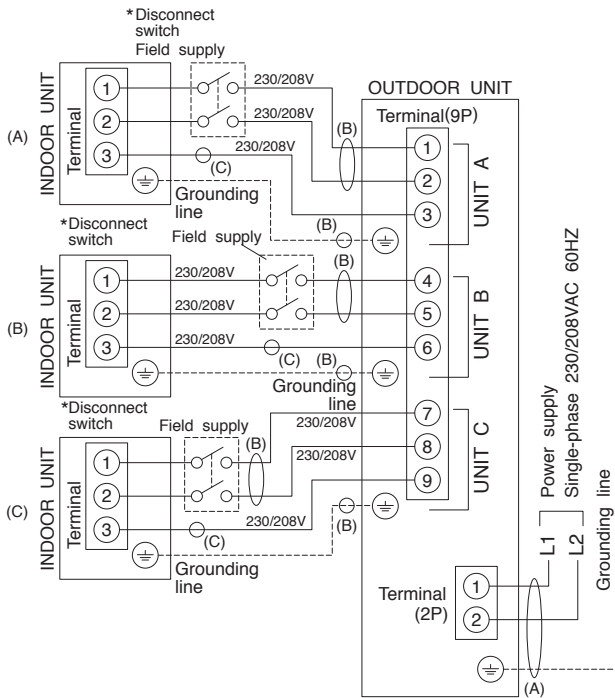 *Disconnect
switch
Field supply
(A)
INDOOR UNIT
Terminal
1
2
3
230/208V
230/208V
230/208V
(C)
(B)
Grounding
line
(B)
OUTDOOR UNIT
Terminal(9P)
1
2
3
UNIT A
*Disconnect
switch
Field supply
(B)
INDOOR UNIT
Terminal
1
2
3
230/208V
230/208V
230/208V
(B)
(C)
(B)
Grounding
line
4
5
6
UNIT B
*Disconnect
switch
Field supply
(C)
INDOOR UNIT
Terminal
1
2
3
(B)
230/208V
230/208V
230/208V
(C)
(B)
Grounding
line
7
8
9
UNIT C
Terminal
(2P)
1
2
L1
L2
Power supply
Single-phase 230/208VAC 60HZ
Grounding line
(A)